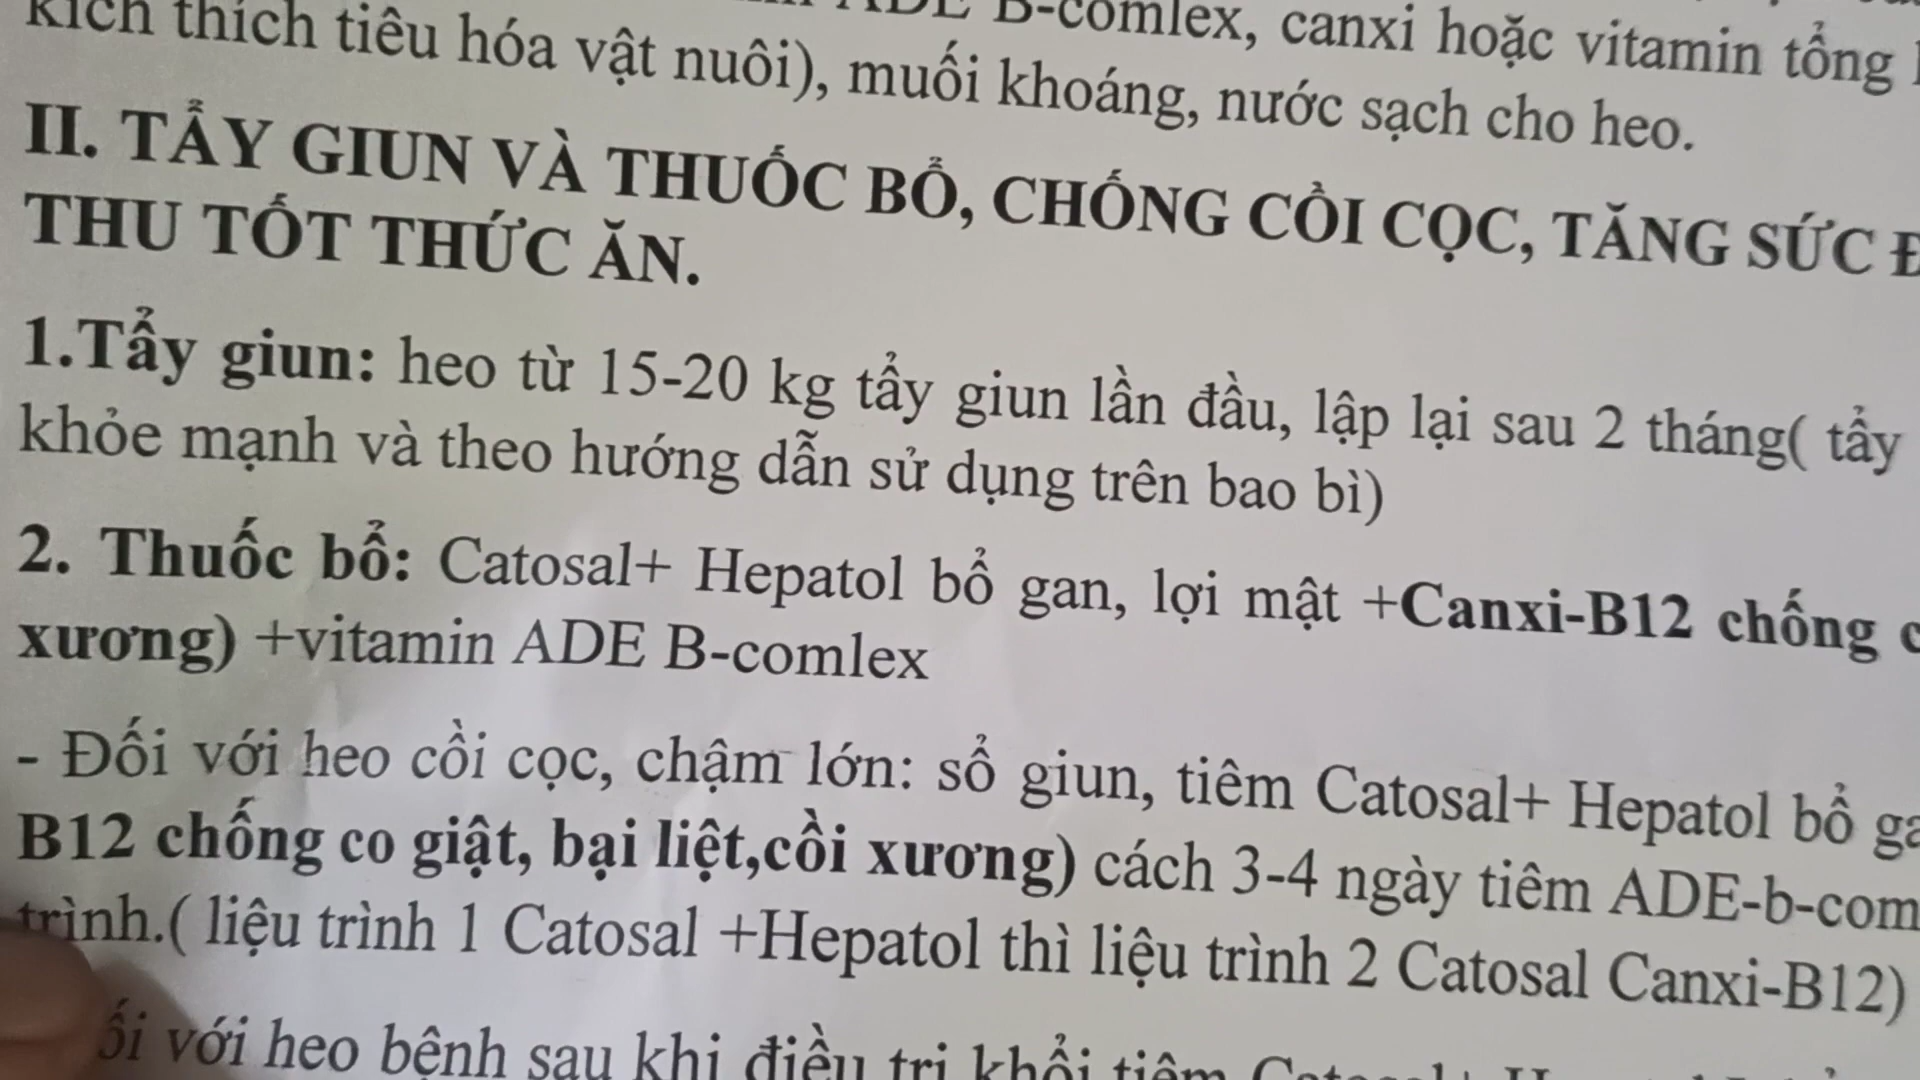 kích thích tiêu hóa vật nuôi), muối khoáng, nước sạch cho heo.
B-comlex, canxi hoặc vitamin tổng
II. TẨY GIUN VÀ THUỐC BỔ, CHỐNG CỒI CỌC, TĂNG SỨC
THU TỐT THỨC ĂN.
1.Tẩy giun: heo từ 15-20 kg tẩy giun lần đầu, lập lại sau 2 tháng( tẩy
khỏe mạnh và theo hướng dẫn sử dụng trên bao bì)
2. Thuốc bổ: Catosal+ Hepatol bổ gan, lợi mật +Canxi-B12 chống
xương) +vitamin ADE B-comlex
- Đối với heo cồi cọc, chậm lớn: sổ giun, tiêm Catosal+ Hepatol bổ
B12 chống co giật, bại liệt,cồi xương) cách 3-4 ngày tiêm ADE-b-com
trình.( liệu trình 1 Catosal +Hepatol thì liệu trình 2 Catosal Canxi-B12)
với heo bệnh sau khi điều trị khỏi tiêm